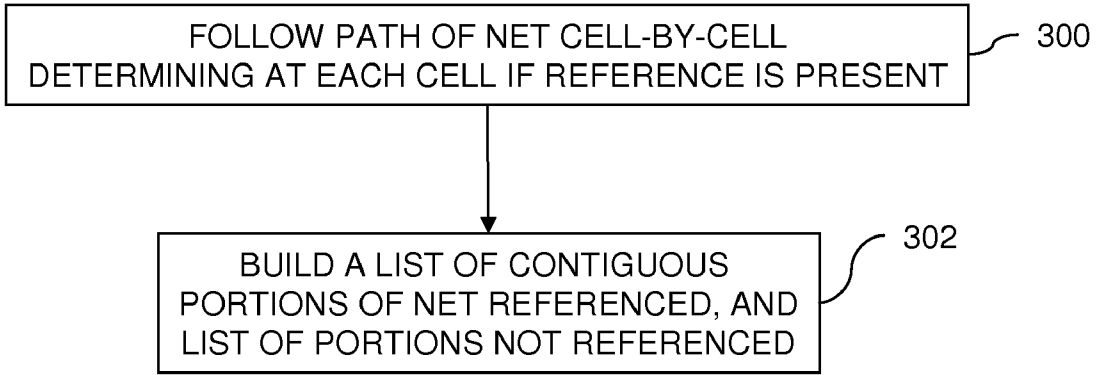 FOLLOW PATH OF NET CELL-BY-CELL
DETERMINING AT EACH CELL IF REFERENCE IS PRESENT
300
BUILD A LIST OF CONTIGUOUS
PORTIONS OF NET REFERENCED, AND
LIST OF PORTIONS NOT REFERENCED
302